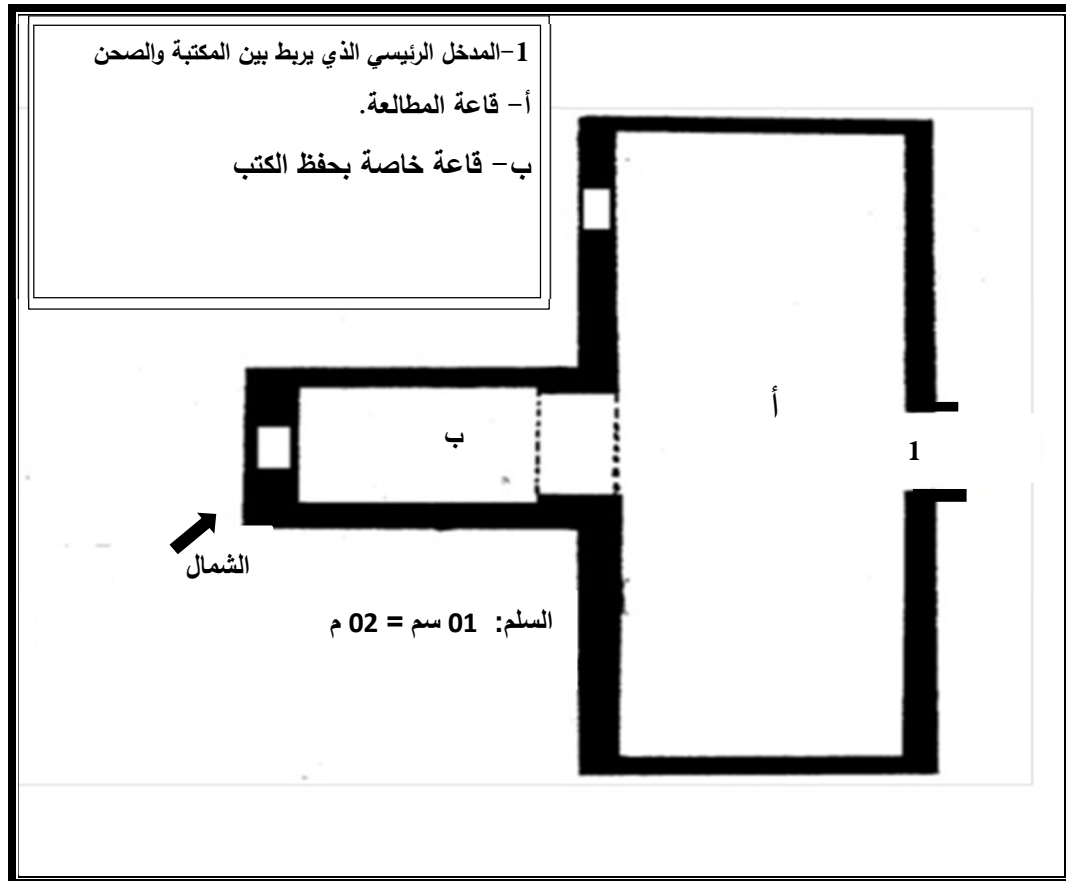 1-المدخل الرئيسي الذي يربط بين المكتبة والصحن
أ- قاعة المطالعة.
ب- قاعة خاصة بحفظ الكتب
أ
ب
1
الشمال
السلم: 01 سم = 02 م